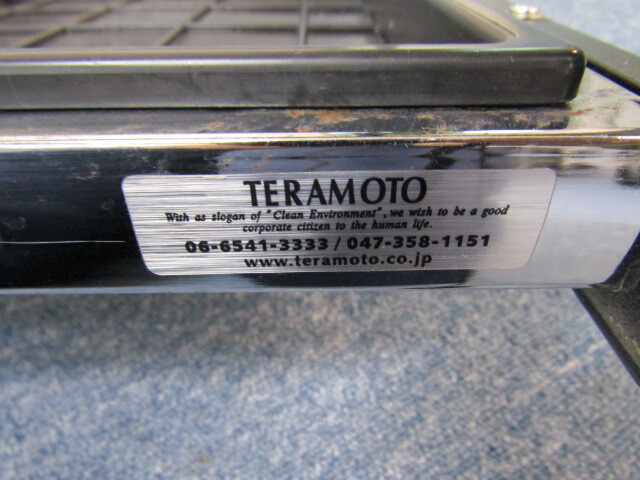 TERAMOTO
With as slogan of "Clean Environment", we wish to be a good
corporate citizen to the human life.
06-6541-3333 / 047-358-1151
www.teramoto.co.jp